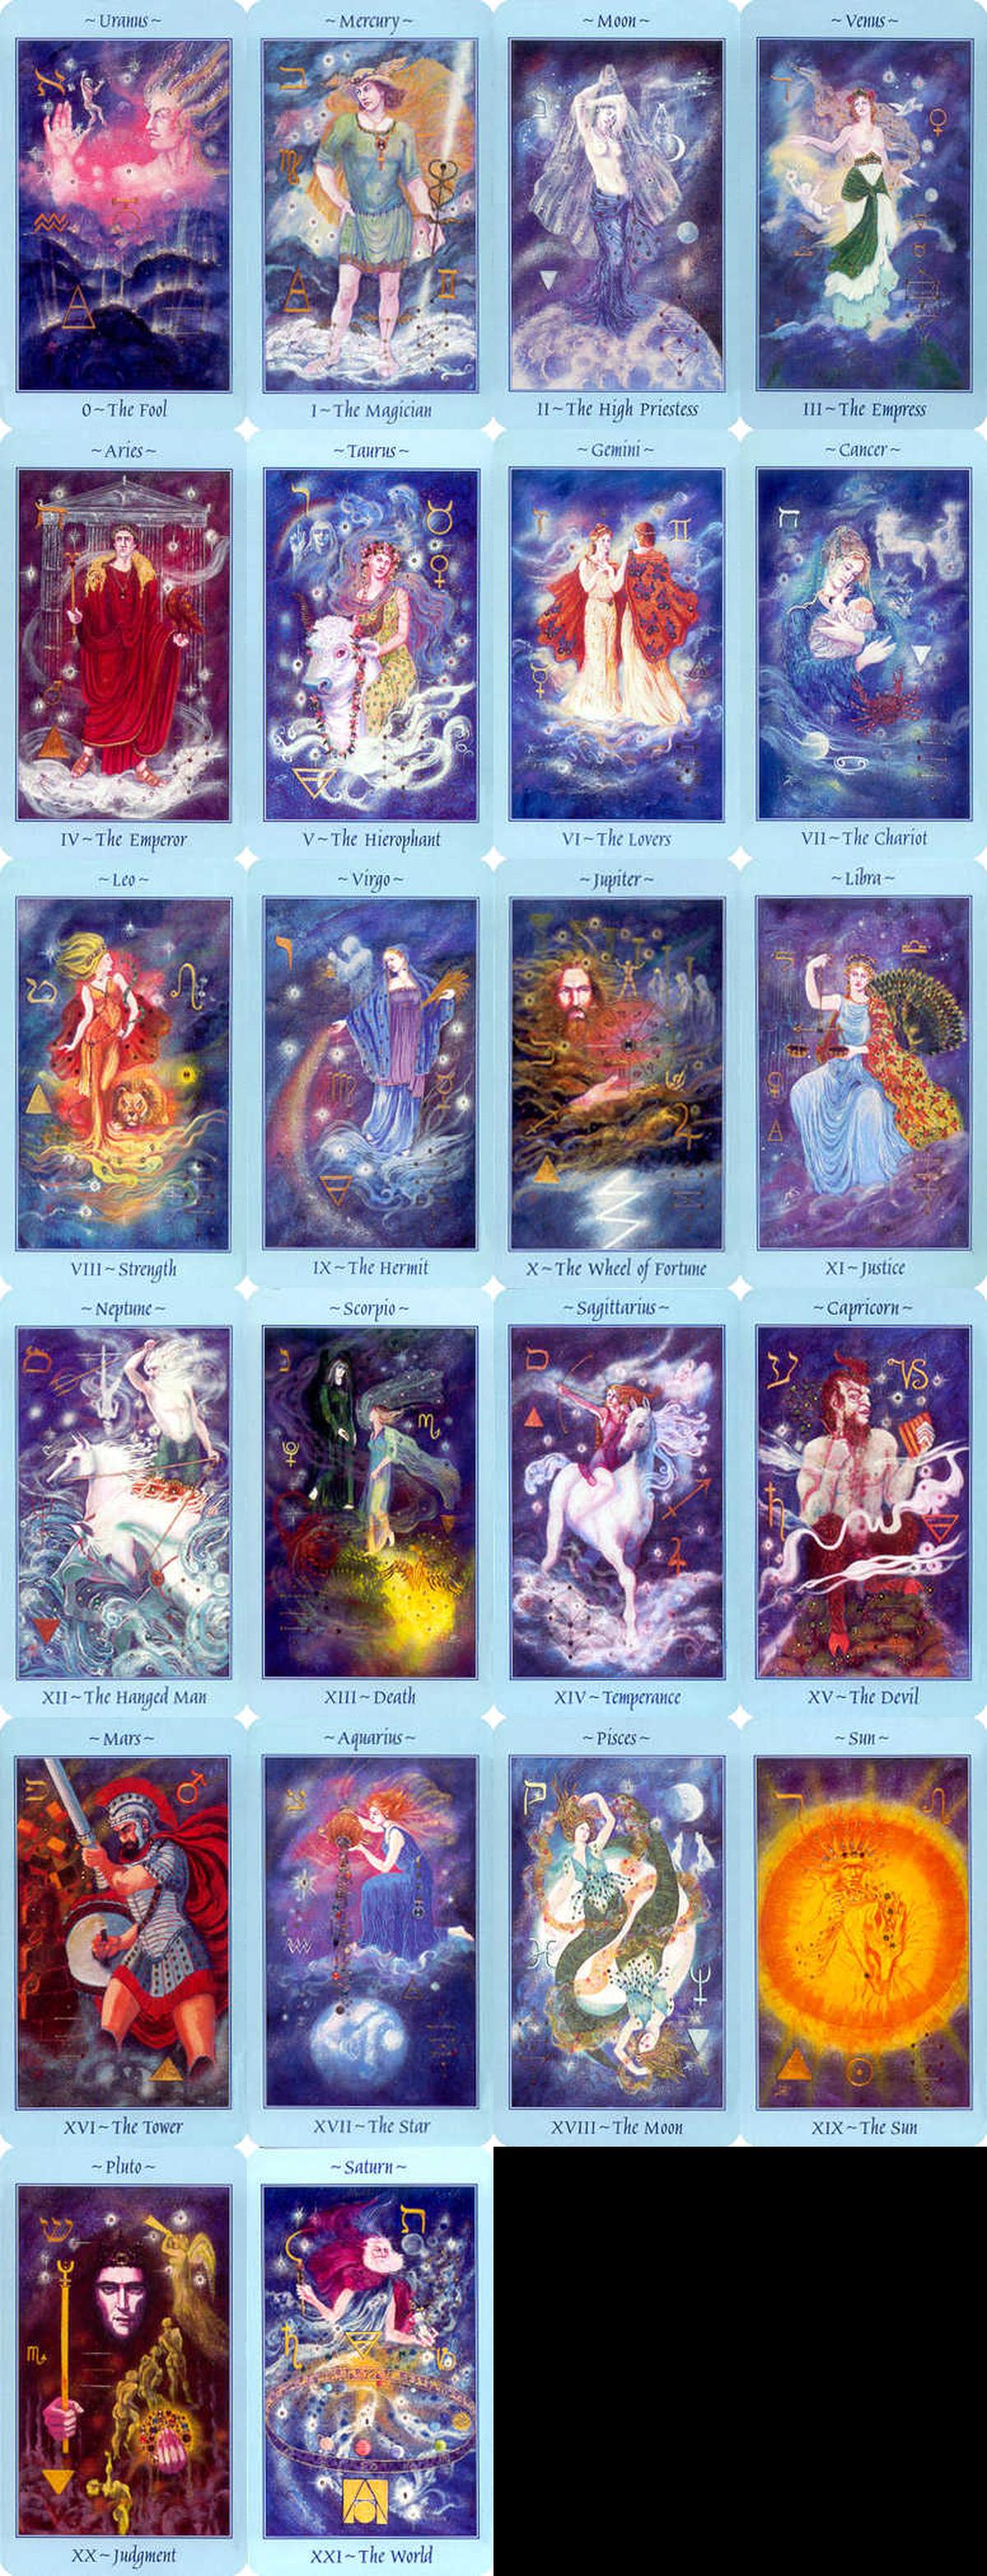 ~Uranus~
0~The Fool
~Mercury~
I~The Magician
~Moon~
II~The High Priestess
~Venus~
III~The Empress
~Aries~
IV~The Emperor
~Taurus~
V~The Hierophant
~Gemini~
VI~The Lovers
~Cancer~
VII~The Chariot
~Leo~
VIII~Strength
~Virgo~
IX~The Hermit
~Jupiter~
X~The Wheel of Fortune
~Libra~
XI~Justice
~Neptune~
XII~The Hanged Man
~Scorpio~
XIII~Death
~Sagittarius~
XIV~Temperance
~Capricorn~
XV~The Devil
~Mars~
XVI~The Tower
~Aquarius~
XVII~The Star
~Pisces~
XVIII~The Moon
~Sun~
XIX~The Sun
~Pluto~
XX~Judgment
~Saturn~
XXI~The World